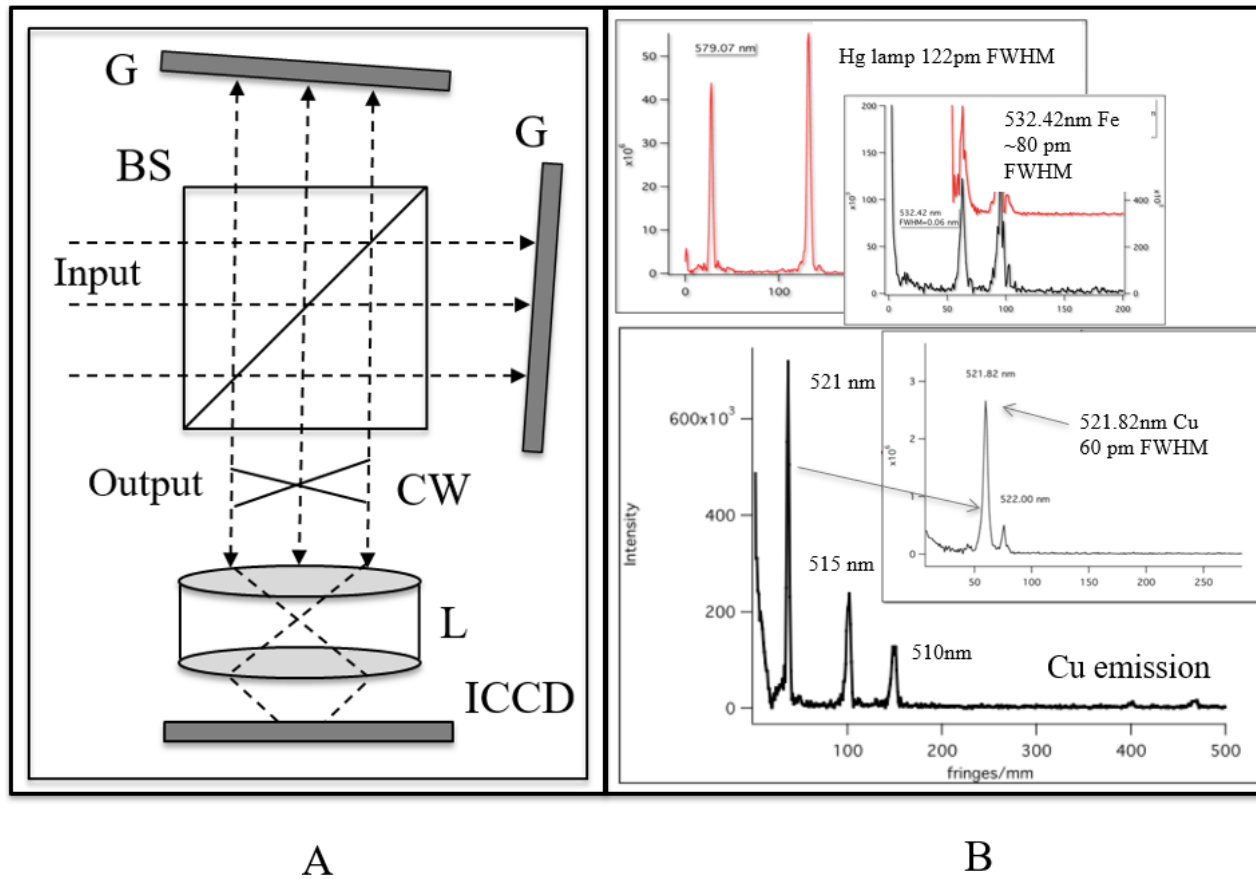 G
G
BS
Input
Output
CW
L
ICCD
A
579.07 nm
Hg lamp 122pm FWHM
50
40
30
20
10
0
x10⁶
0
100
532.42nm Fe
~80 pm
FWHM
200
150
100
50
0
x10³
532.42 nm
FWHM=0.06 nm
400
200
0
x10³
0
50
100
150
200
521 nm
515 nm
510nm
Cu emission
600x10³
400
200
0
Intensity
100
200
300
400
500
fringes/mm
521.82 nm
521.82nm Cu
60 pm FWHM
522.00 nm
3
2
1
0
x10⁶
50
100
150
200
250
B